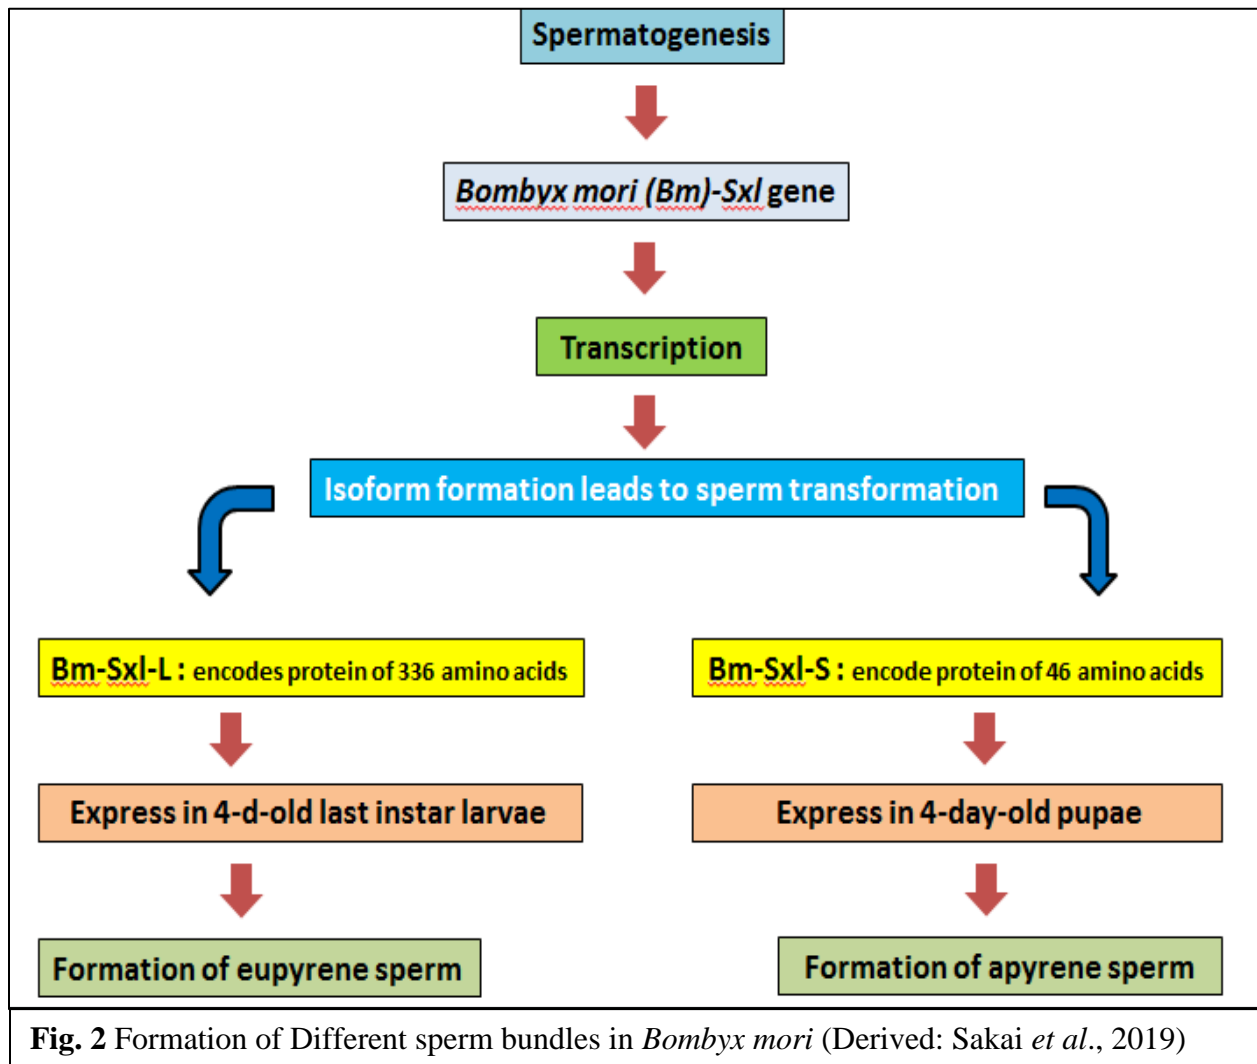 Spermatogenesis
Bombyx mori (Bm)-Sxl gene
Transcription
Isoform formation leads to sperm transformation
Bm-Sxl-L : encodes protein of 336 amino acids
Bm-Sxl-S : encode protein of 46 amino acids
Express in 4-d-old last instar larvae
Express in 4-day-old pupae
Formation of eupyrene sperm
Formation of apyrene sperm
Fig. 2 Formation of Different sperm bundles in Bombyx mori (Derived: Sakai et al., 2019)